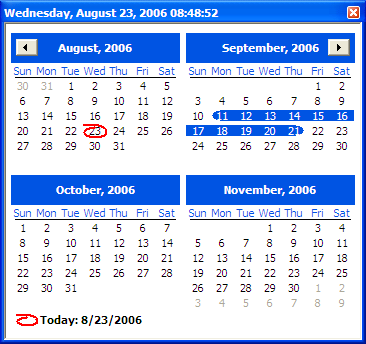 Wednesday, August 23, 2006 08:48:52
August, 2006
Sun Mon Tue Wed Thu Fri Sat
30 31 1 2 3 4 5
6 7 8 9 10 11 12
13 14 15 16 17 18 19
20 21 22 23 24 25 26
27 28 29 30 31
September, 2006
Sun Mon Tue Wed Thu Fri Sat
1 2
3 4 5 6 7 8 9
10 11 12 13 14 15 16
17 18 19 20 21 22 23
24 25 26 27 28 29 30
October, 2006
Sun Mon Tue Wed Thu Fri Sat
1 2 3 4 5 6 7
8 9 10 11 12 13 14
15 16 17 18 19 20 21
22 23 24 25 26 27 28
29 30 31
November, 2006
Sun Mon Tue Wed Thu Fri Sat
1 2 3 4
5 6 7 8 9 10 11
12 13 14 15 16 17 18
19 20 21 22 23 24 25
26 27 28 29 30 1 2
3 4 5 6 7 8 9
Today: 8/23/2006